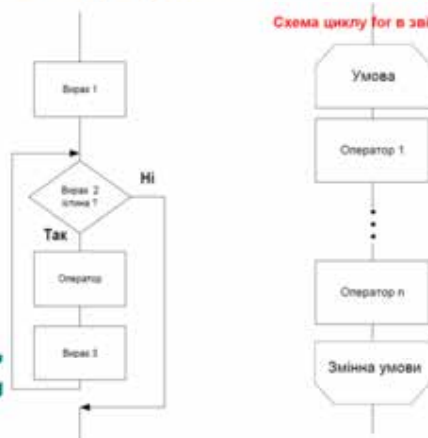 Схема циклу for в зві
Вираз 1
Вираз 2
істина ?
Ні
Так
Оператор
Вираз 3
Умова
Оператор 1
Оператор n
Змінна умови